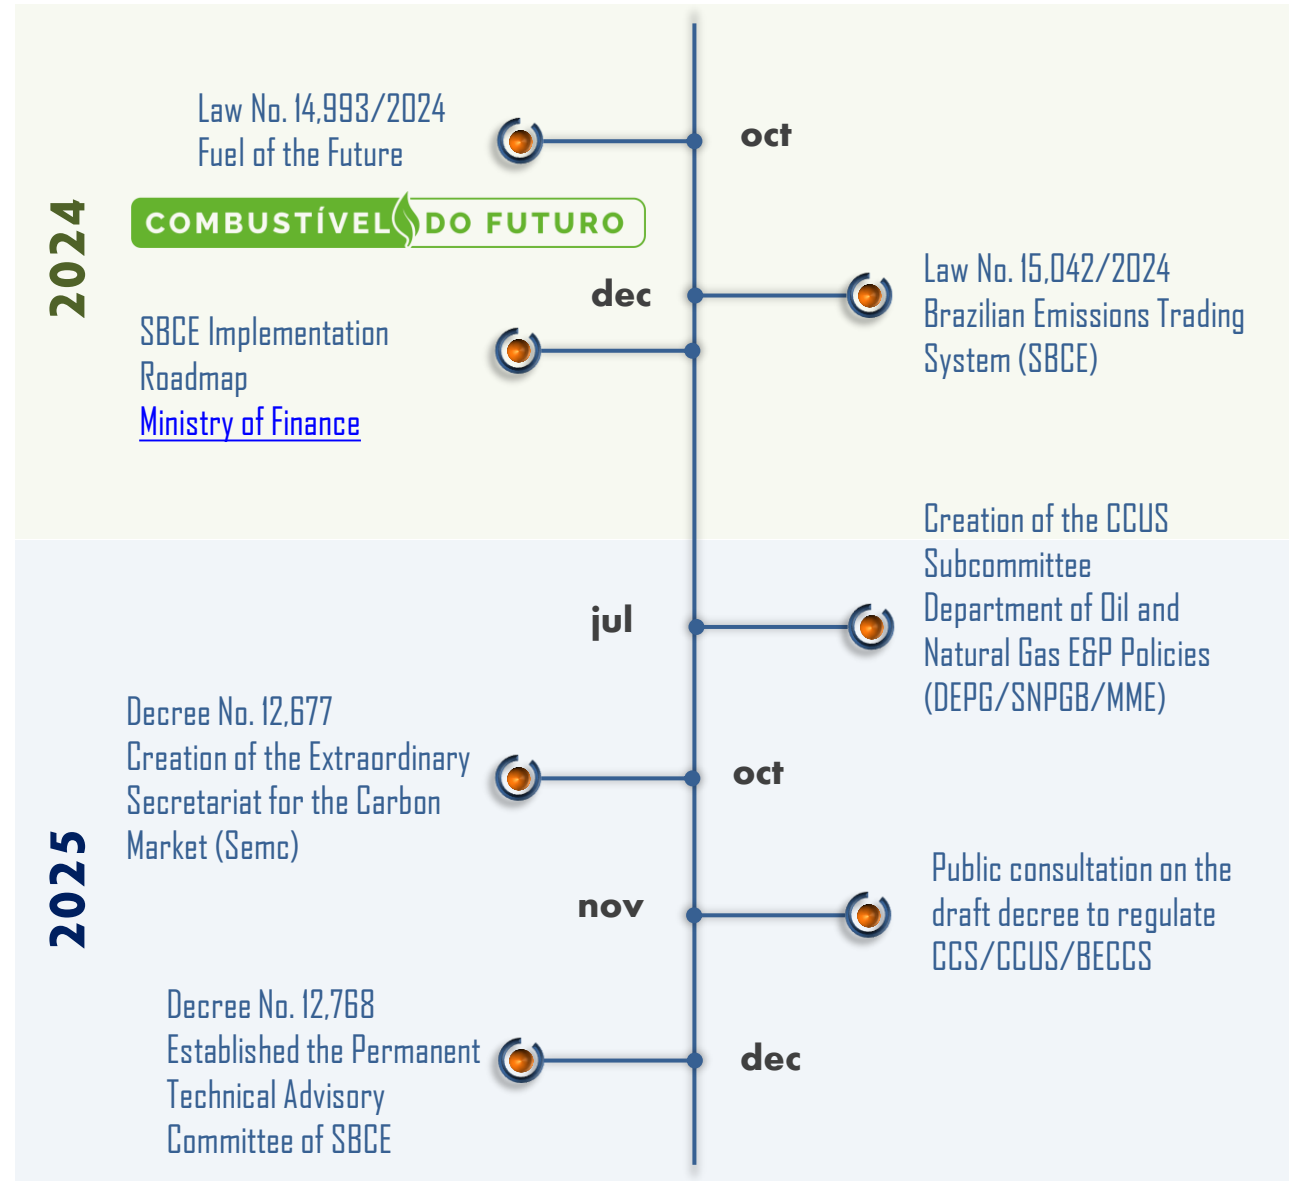 2024
Law No. 14,993/2024
Fuel of the Future
oct
COMBUSTÍVEL DO FUTURO
dec
Law No. 15,042/2024
Brazilian Emissions Trading
System (SBCE)
SBCE Implementation
Roadmap
Ministry of Finance
2025
Creation of the CCUS
Subcommittee
Department of Oil and
Natural Gas E&P Policies
(DEPG/SNPGB/MME)
jul
Decree No. 12,677
Creation of the Extraordinary
Secretariat for the Carbon
Market (Semc)
oct
nov
Public consultation on the
draft decree to regulate
CCS/CCUS/BECCS
Decree No. 12,768
Established the Permanent
Technical Advisory
Committee of SBCE
dec